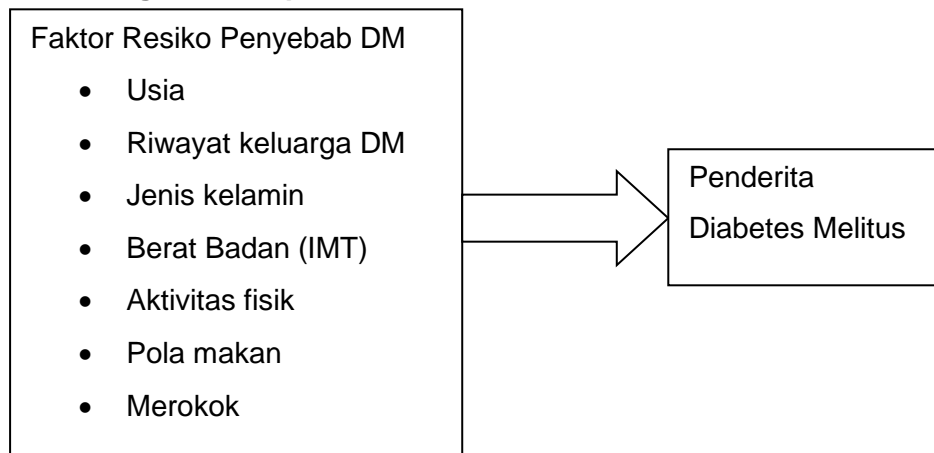 Faktor Resiko Penyebab DM
• Usia
• Riwayat keluarga DM
• Jenis kelamin
• Berat Badan (IMT)
• Aktivitas fisik
• Pola makan
• Merokok
Penderita
Diabetes Melitus